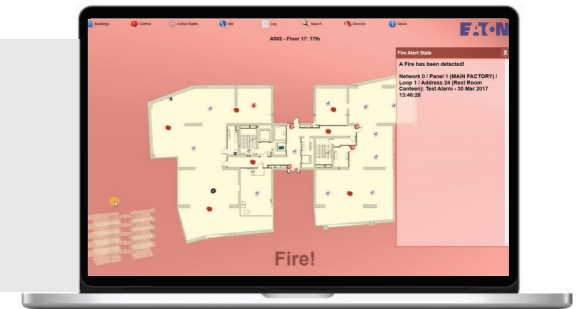 Buildings Control Active States Site Log Search Devices About
EATON
A002 - Floor 17: 17th
Fire Alert State X
A Fire has been detected!
Network 0 / Panel 1 (MAIN FACTORY) /
Loop 1 / Address 24 (Rest Room
Canteen): Test Alarm - 30 Mar 2017
13:46:28
Fire!